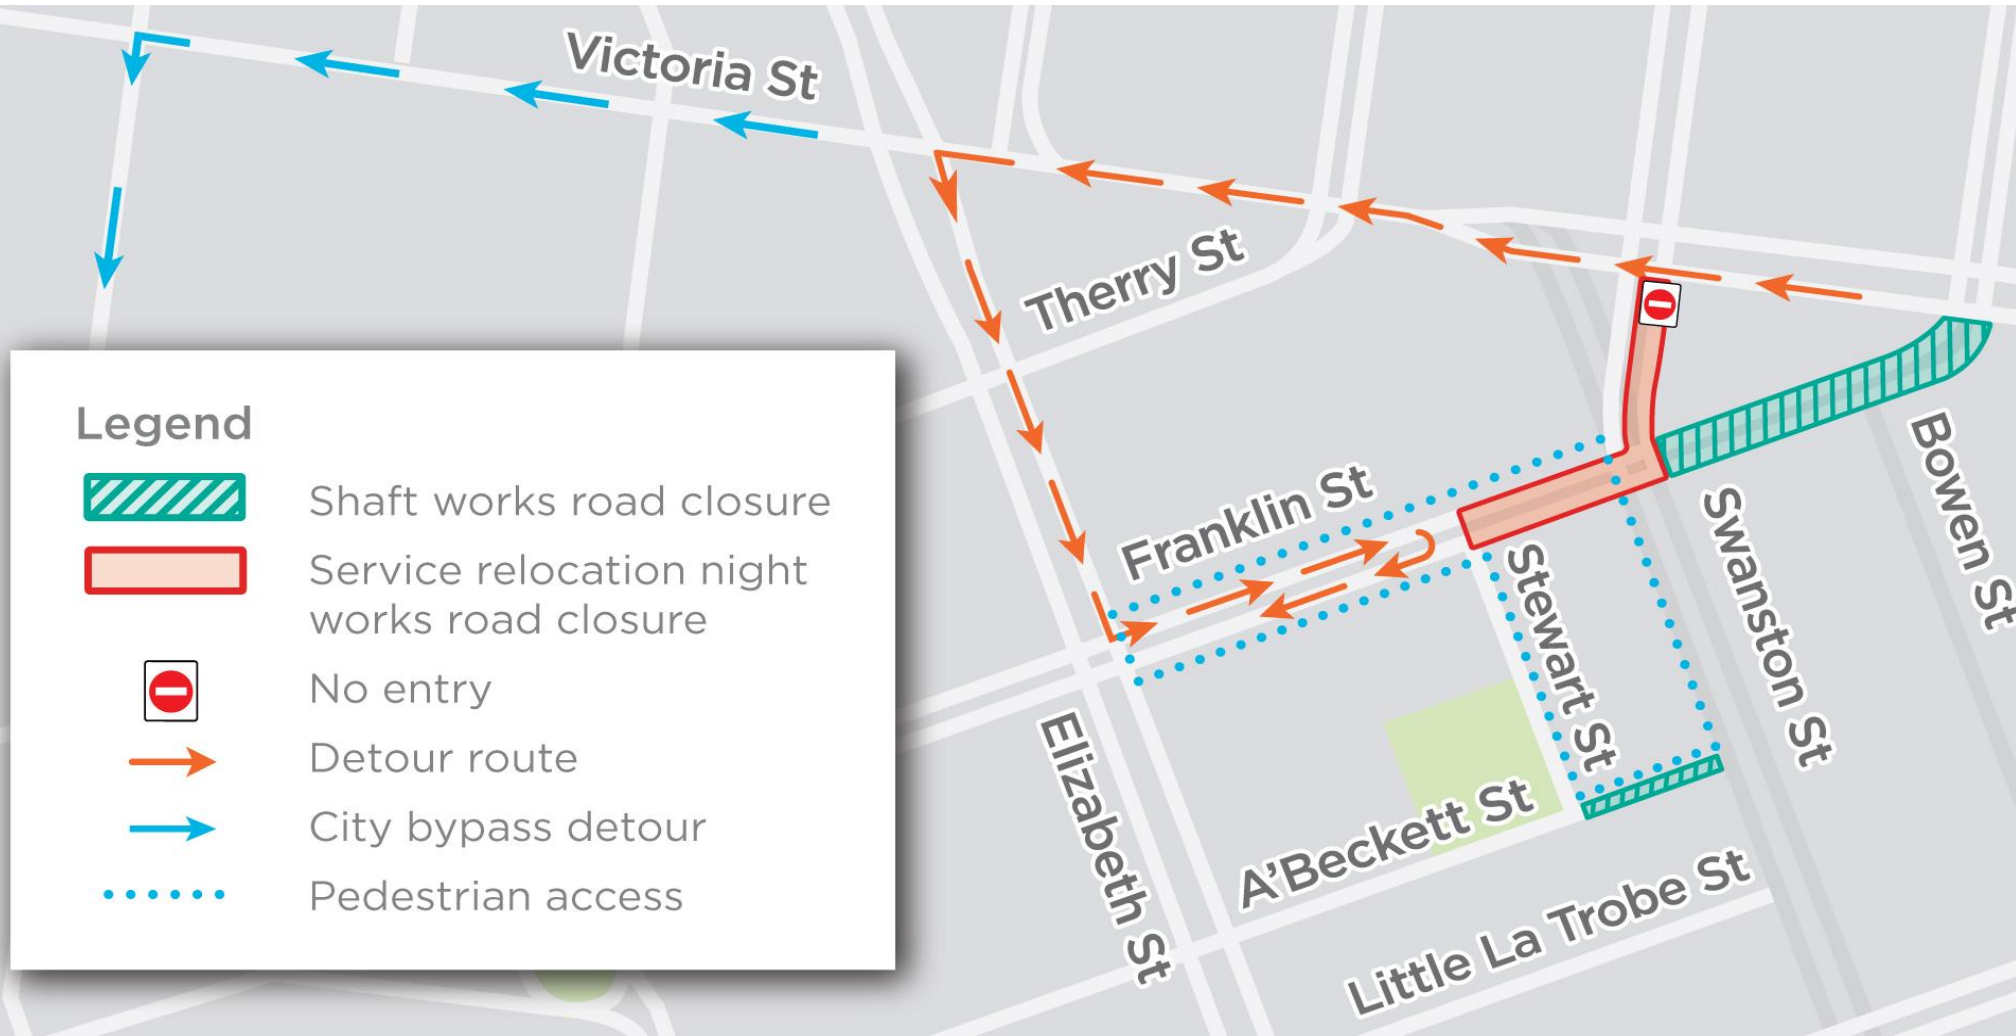 Victoria St
Therry St
Franklin St
Bowen St
Swanston St
Stewart St
Elizabeth St
A'Beckett St
Little La Trobe St
Legend
Shaft works road closure
Service relocation night
works road closure
No entry
Detour route
City bypass detour
Pedestrian access